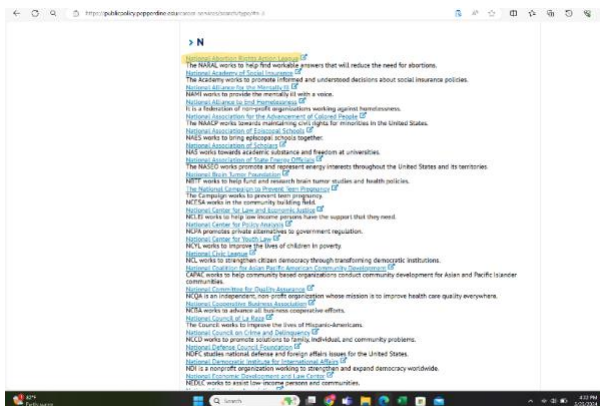 https://publicpolicy.pepperdine.edu/career-services/search?type=
N
National Abortion Rights Action League
The NARAL works to help find workable answers that will reduce the need for abortions.
National Academy of Social Insurance
The Academy works to promote informed and understood decisions about social insurance policies.
National Alliance for the Mentally Ill
NAMI works to provide the mentally ill with a voice.
National Alliance to End Homelessness
It is a federation of non-profit organizations working against homelessness.
National Association for the Advancement of Colored People
The NAACP works towards maintaining civil rights for minorities in the United States.
National Association of Episcopal Schools
NAES works to bring episcopal schools together.
National Association of Scholars
NAS works towards academic substance and freedom at universities.
National Association of State Energy Officials
The NASEO works promote and represent energy interests throughout the United States and its territories.
National Brain Tumor Foundation
NBTF works to help fund and research brain tumor studies and health policies.
The National Campaign to Prevent Teen Pregnancy
The Campaign works to prevent teen pregnancy.
NCESA works in the community building field.
National Center for Law and Economic Justice
NCLEJ works to help low income persons have the support that they need.
National Center for Policy Analysis
NCPA promotes private alternatives to government regulation.
National Center for Youth Law
NCYL works to improve the lives of children in poverty.
National Civic League
NCL works to strengthen citizen democracy through transforming democratic institutions.
National Coalition for Asian Pacific American Community Development
CAPAC works to help community based organizations conduct community development for Asian and Pacific Islander
communities.
National Committee for Quality Assurance
NCQA is an independent, non-profit organization whose mission is to improve health care quality everywhere.
National Cooperative Business Association
NCBA works to advance all business cooperative efforts.
National Council of La Raza
The Council works to improve the lives of Hispanic-Americans.
National Council on Crime and Delinquency
NCCD works to promote solutions to family, individual, and community problems.
National Defense Council Foundation
NDFC studies national defense and foreign affairs issues for the United States.
National Democratic Institute for International Affairs
NDI is a nonprofit organization working to strengthen and expand democracy worldwide.
National Economic Development and Law Center
NEDLC works to assist low income persons and communities.
Search